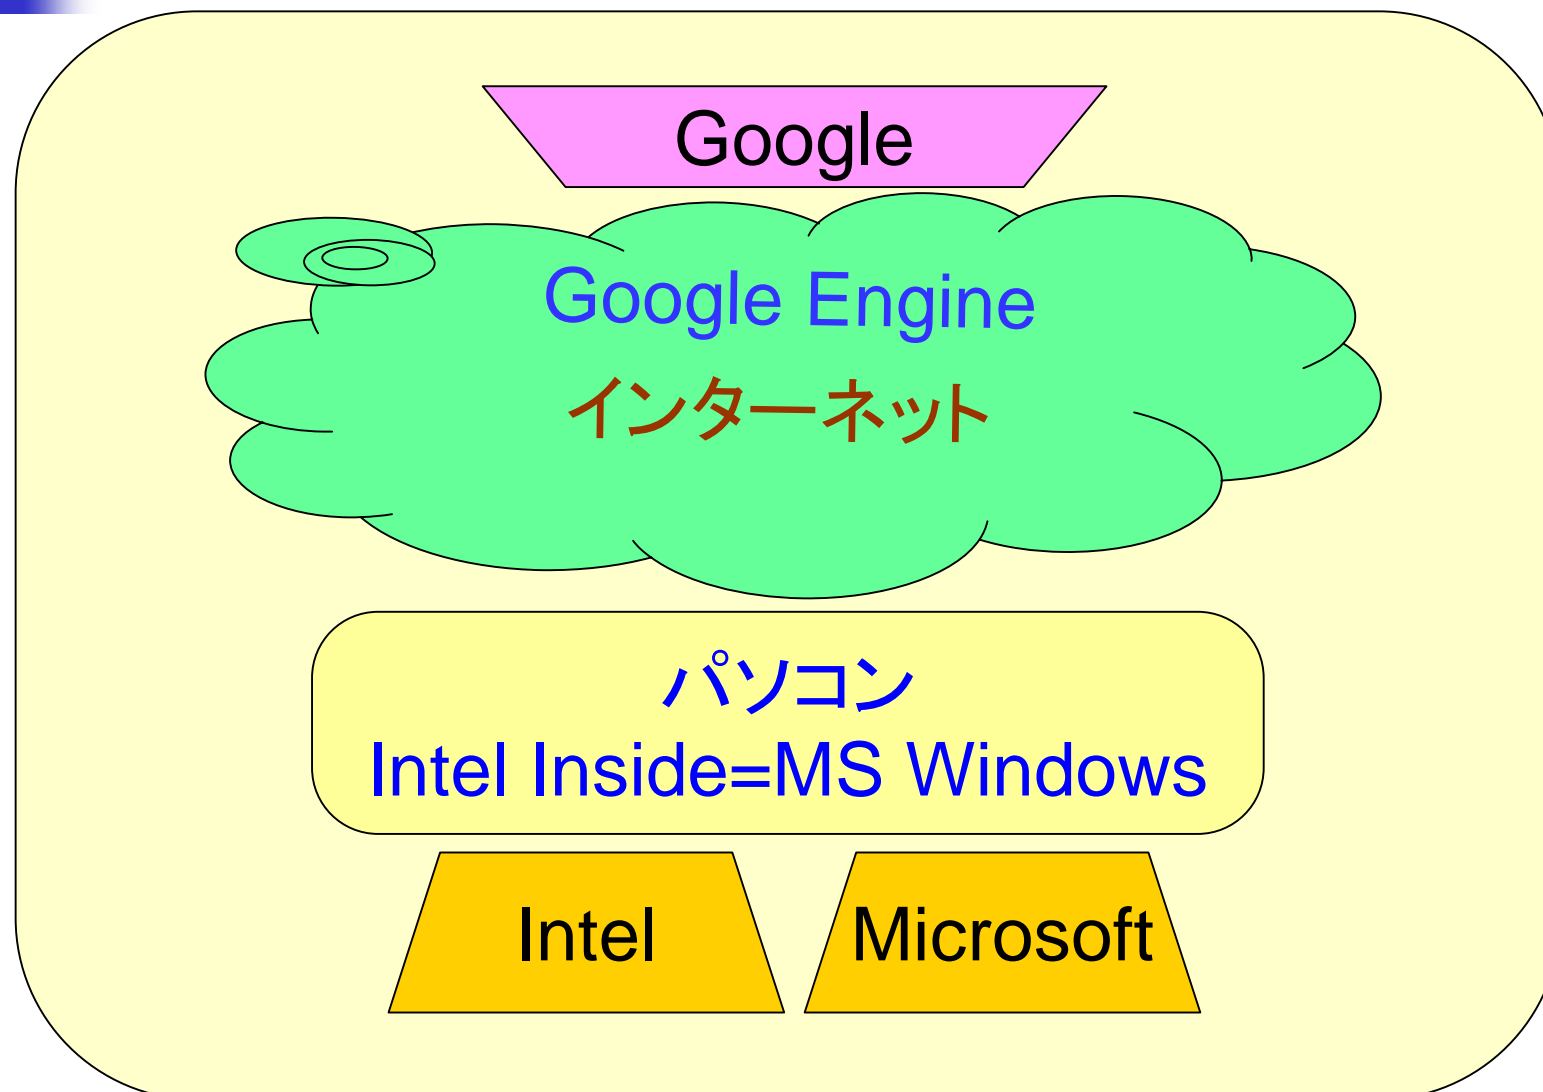 Google
Google Engine
インターネット
パソコン
Intel Inside=MS Windows
Intel
Microsoft